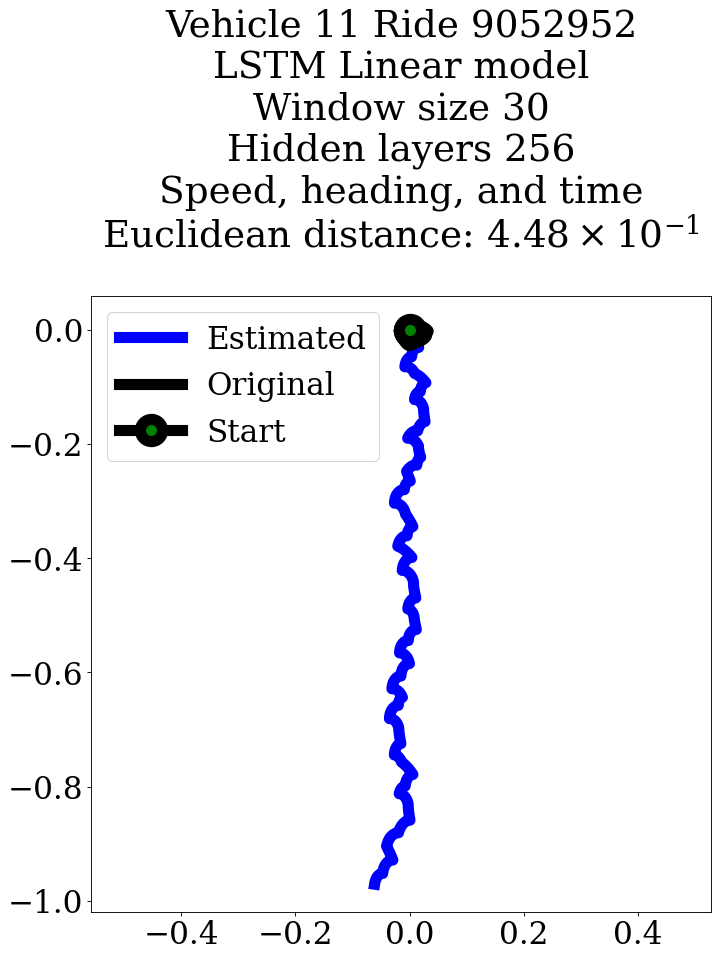 Vehicle 11 Ride 9052952
LSTM Linear model
Window size 30
Hidden layers 256
Speed, heading, and time
Euclidean distance: 4.48 × 10⁻¹
Estimated
Original
Start
0.0
−0.2
−0.4
−0.6
−0.8
−1.0
−0.4 −0.2 0.0 0.2 0.4